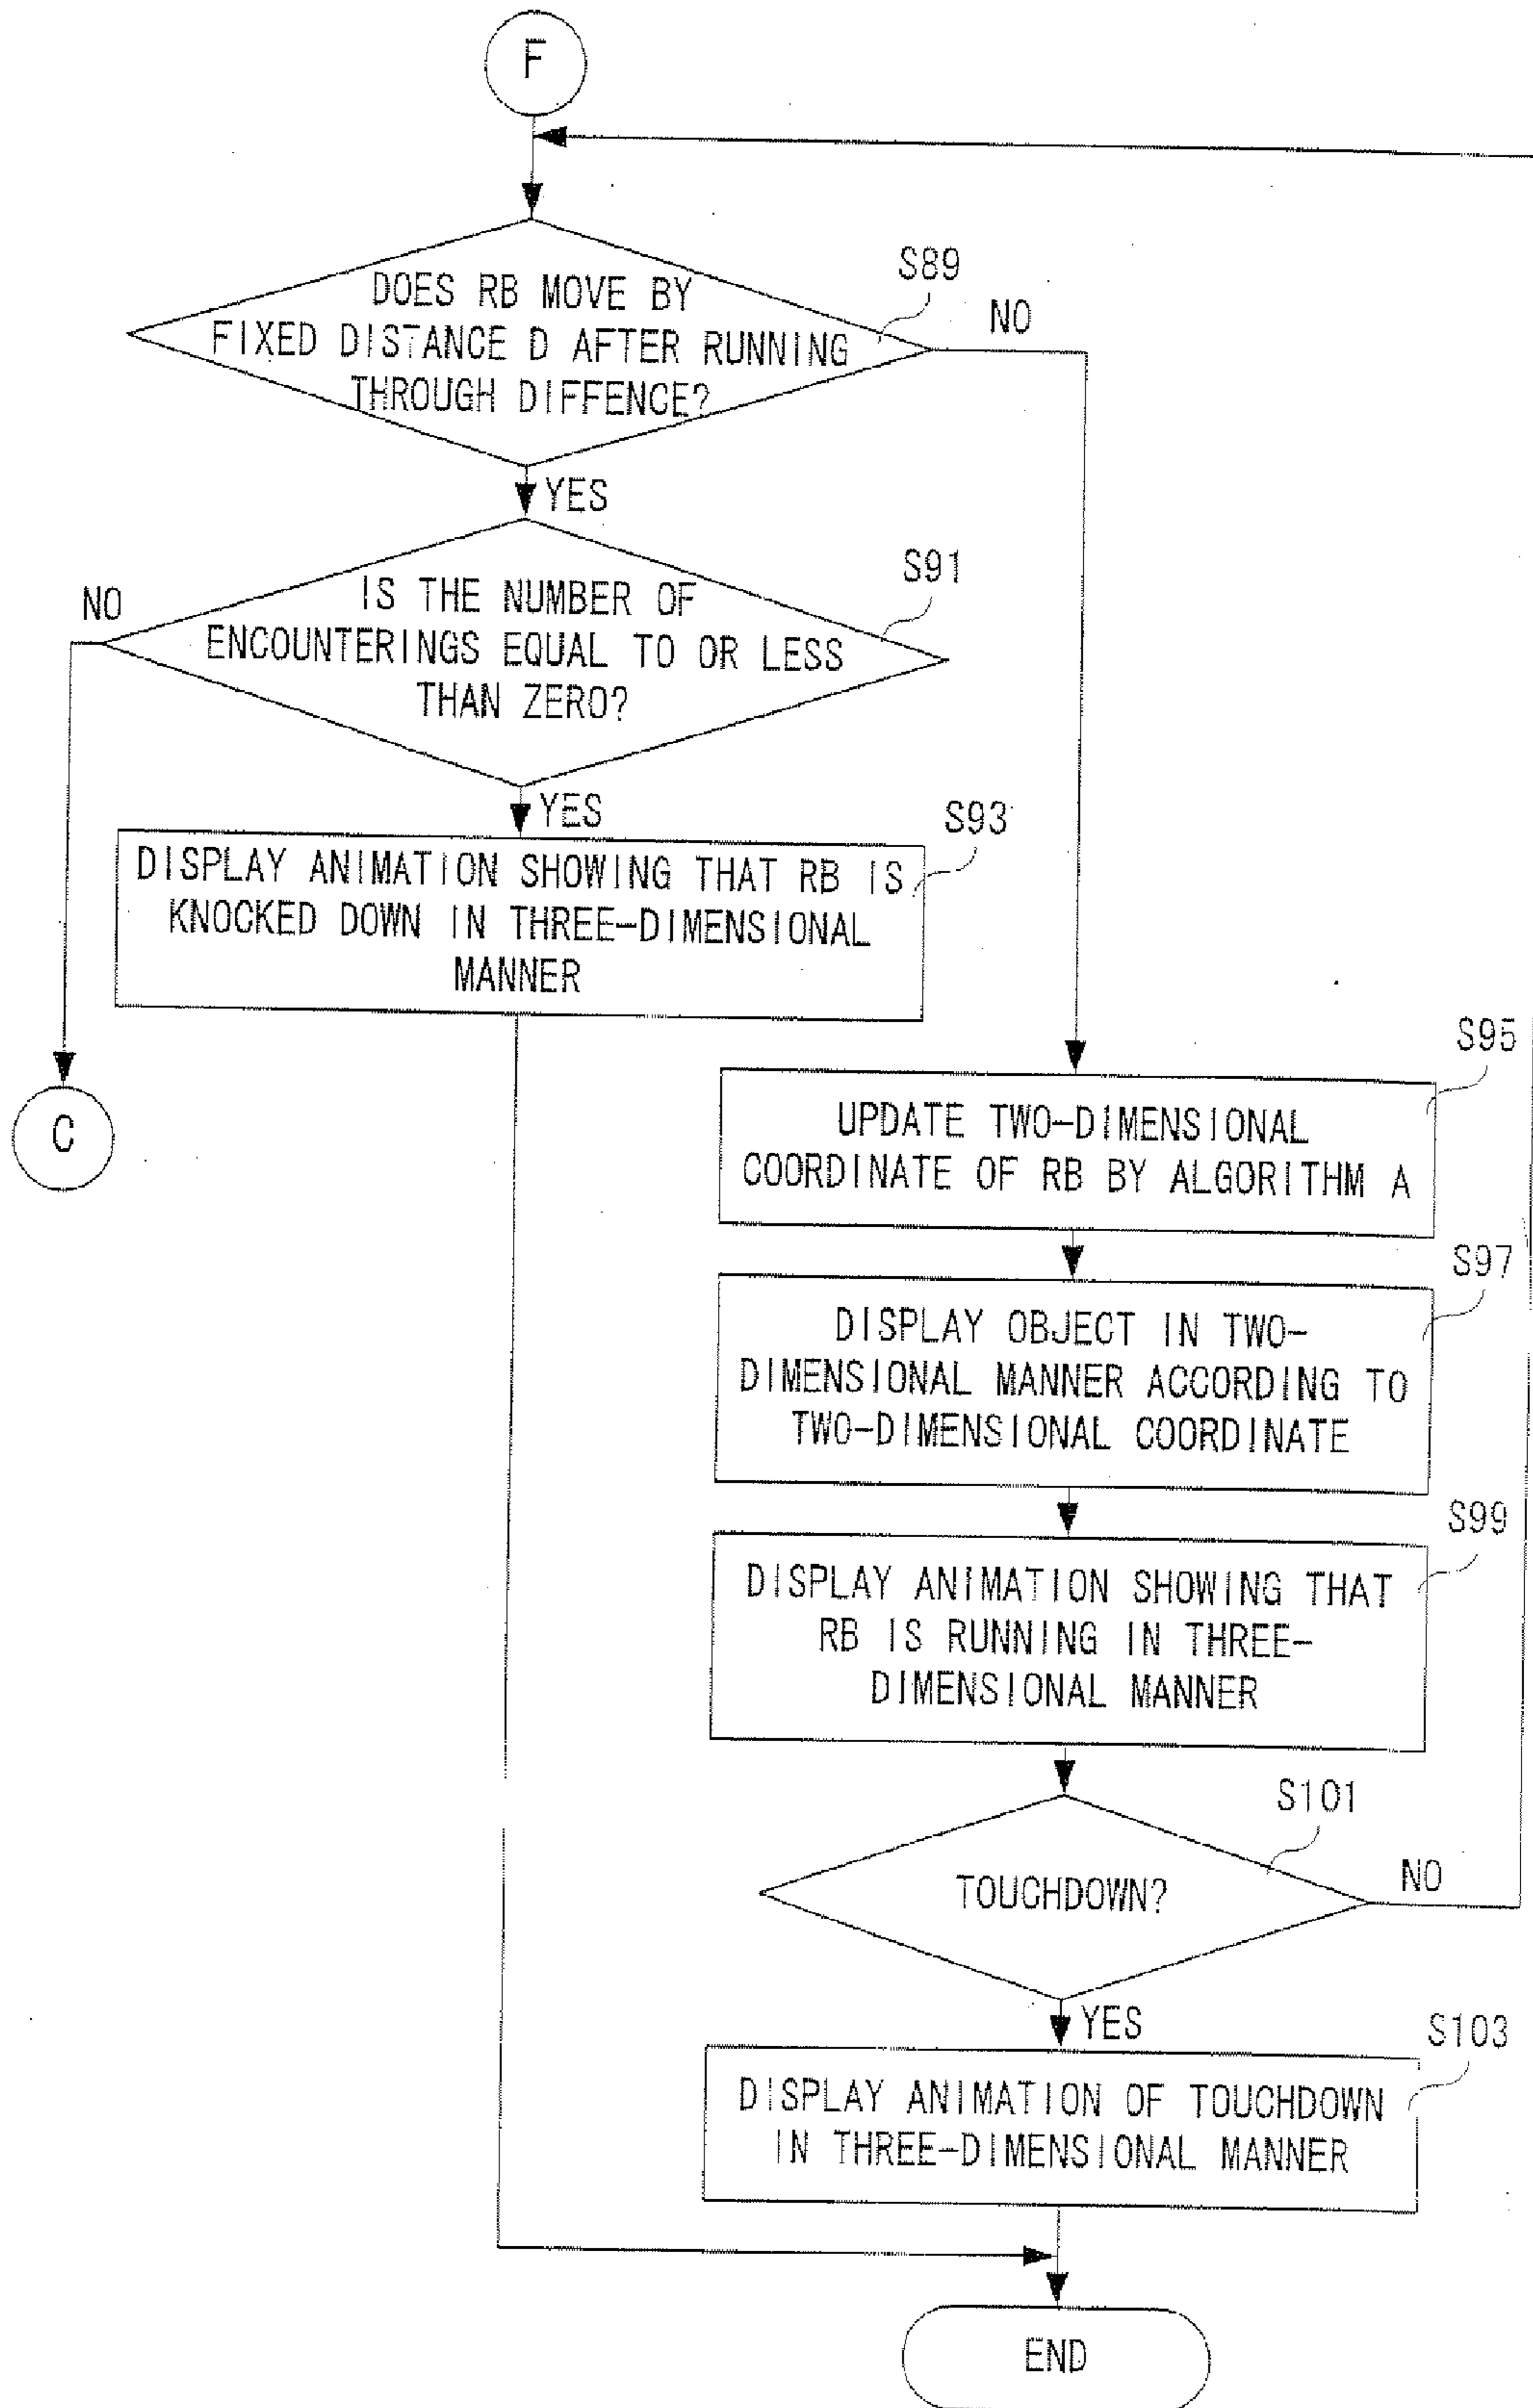 F
S89
DOES RB MOVE BY
FIXED DISTANCE D AFTER RUNNING
THROUGH DIFFENCE?
NO
YES
S91
IS THE NUMBER OF
ENCOUNTERINGS EQUAL TO OR LESS
THAN ZERO?
NO
YES
S93
DISPLAY ANIMATION SHOWING THAT RB IS
KNOCKED DOWN IN THREE-DIMENSIONAL
MANNER
C
S95
UPDATE TWO-DIMENSIONAL
COORDINATE OF RB BY ALGORITHM A
S97
DISPLAY OBJECT IN TWO-
DIMENSIONAL MANNER ACCORDING TO
TWO-DIMENSIONAL COORDINATE
S99
DISPLAY ANIMATION SHOWING THAT
RB IS RUNNING IN THREE-
DIMENSIONAL MANNER
S101
TOUCHDOWN?
NO
YES
S103
DISPLAY ANIMATION OF TOUCHDOWN
IN THREE-DIMENSIONAL MANNER
END